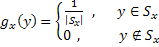 gₓ(y) = { 1/|Sₓ| , y ∈ Sₓ
0 , y ∉ Sₓ